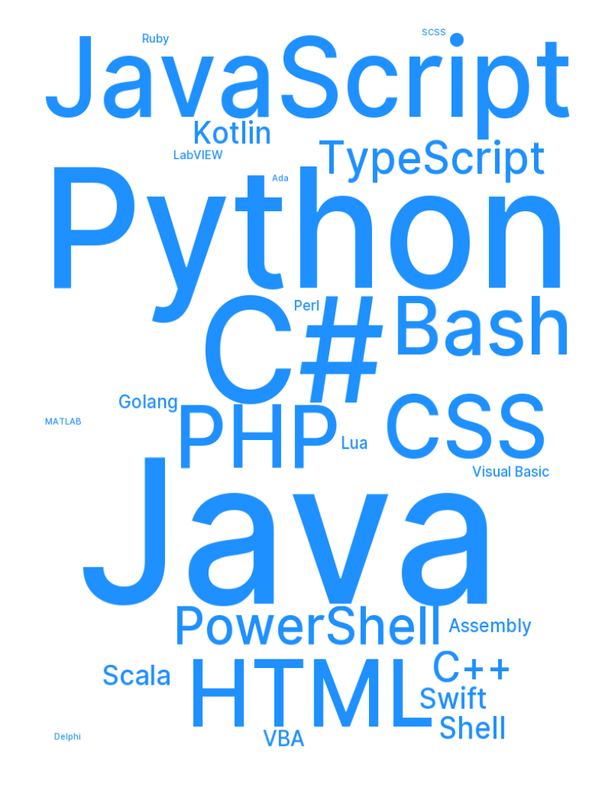 Ruby
SCSS
JavaScript
Kotlin
LabVIEW
TypeScript
Ada
Python
Perl
C#
Bash
Golang
MATLAB
PHP
Lua
CSS
Visual Basic
Java
PowerShell
Assembly
Scala
HTML
C++
Swift
Shell
Delphi
VBA